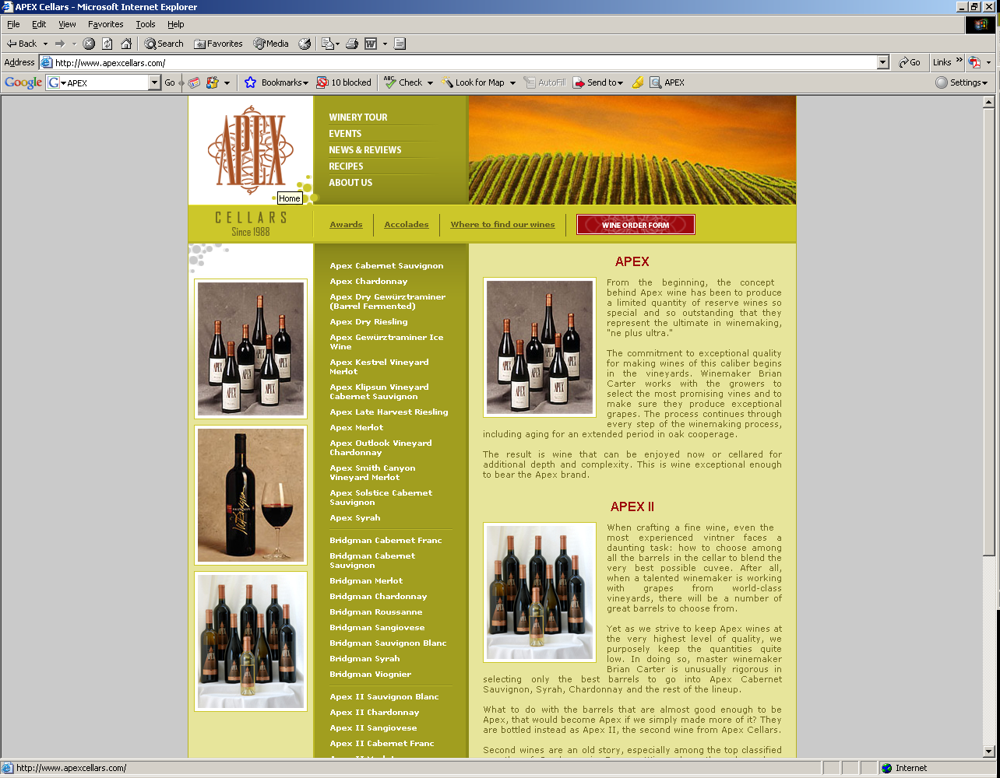 APEX Cellars - Microsoft Internet Explorer
File Edit View Favorites Tools Help
Back Search Favorites Media
Address http://www.apexcellars.com/ Go Links
Google G APEX Go Bookmarks 10 blocked ABC Check Look for Map AutoFill Send to APEX Settings
APEX
Home
CELLARS
Since 1988
WINERY TOUR
EVENTS
NEWS & REVIEWS
RECIPES
ABOUT US
Awards Accolades Where to find our wines WINE ORDER FORM
Apex Cabernet Sauvignon
Apex Chardonnay
Apex Dry Gewürztraminer
(Barrel Fermented)
Apex Dry Riesling
Apex Gewürztraminer Ice
Wine
Apex Kestrel Vineyard
Merlot
Apex Klipsun Vineyard
Cabernet Sauvignon
Apex Late Harvest Riesling
Apex Merlot
Apex Outlook Vineyard
Chardonnay
Apex Smith Canyon
Vineyard Merlot
Apex Solstice Cabernet
Sauvignon
Apex Syrah
Bridgman Cabernet Franc
Bridgman Cabernet
Sauvignon
Bridgman Merlot
Bridgman Chardonnay
Bridgman Roussanne
Bridgman Sangiovese
Bridgman Sauvignon Blanc
Bridgman Syrah
Bridgman Viognier
Apex II Sauvignon Blanc
Apex II Chardonnay
Apex II Sangiovese
Apex II Cabernet Franc
APEX
From the beginning, the concept
behind Apex wine has been to produce
a limited quantity of reserve wines so
special and so outstanding that they
represent the ultimate in winemaking,
"ne plus ultra."
The commitment to exceptional quality
for making wines of this caliber begins
in the vineyards. Winemaker Brian
Carter works with the growers to
select the most promising vines and to
make sure they produce exceptional
grapes. The process continues through
every step of the winemaking process,
including aging for an extended period in oak cooperage.
The result is wine that can be enjoyed now or cellared for
additional depth and complexity. This is wine exceptional enough
to bear the Apex brand.
APEX II
When crafting a fine wine, even the
most experienced vintner faces a
daunting task: how to choose among
all the barrels in the cellar to blend the
very best possible cuvee. After all,
when a talented winemaker is working
with grapes from world-class
vineyards, there will be a number of
great barrels to choose from.
Yet as we strive to keep Apex wines at
the very highest level of quality, we
purposely keep the quantities quite
low. In doing so, master winemaker
Brian Carter is unusually rigorous in
selecting only the best barrels to go into Apex Cabernet
Sauvignon, Syrah, Chardonnay and the rest of the lineup.
What to do with the barrels that are almost good enough to be
Apex, that would become Apex if we simply made more of it? They
are bottled instead as Apex II, the second wine from Apex Cellars.
Second wines are an old story, especially among the top classified
http://www.apexcellars.com/ Internet